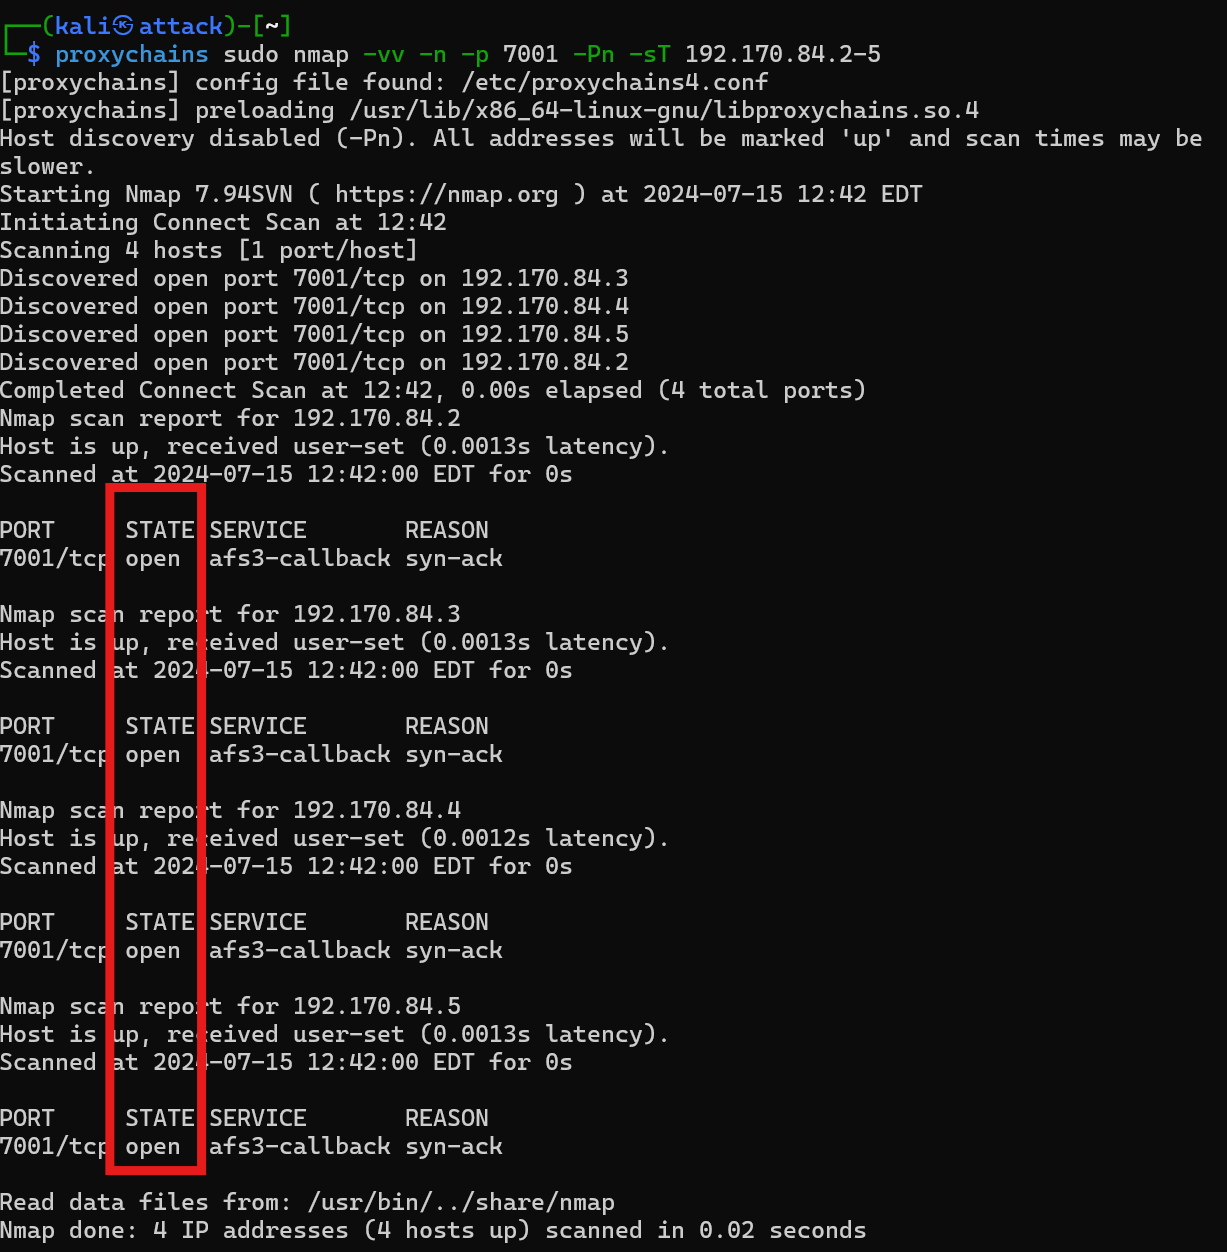 ┌──(kali㉿attack)-[~]
└─$ proxychains sudo nmap -vv -n -p 7001 -Pn -sT 192.170.84.2-5
[proxychains] config file found: /etc/proxychains4.conf
[proxychains] preloading /usr/lib/x86_64-linux-gnu/libproxychains.so.4
Host discovery disabled (-Pn). All addresses will be marked 'up' and scan times may be
slower.
Starting Nmap 7.94SVN ( https://nmap.org ) at 2024-07-15 12:42 EDT
Initiating Connect Scan at 12:42
Scanning 4 hosts [1 port/host]
Discovered open port 7001/tcp on 192.170.84.3
Discovered open port 7001/tcp on 192.170.84.4
Discovered open port 7001/tcp on 192.170.84.5
Discovered open port 7001/tcp on 192.170.84.2
Completed Connect Scan at 12:42, 0.00s elapsed (4 total ports)
Nmap scan report for 192.170.84.2
Host is up, received user-set (0.0013s latency).
Scanned at 2024-07-15 12:42:00 EDT for 0s
PORT     STATE SERVICE       REASON
7001/tcp open  afs3-callback syn-ack
Nmap scan report for 192.170.84.3
Host is up, received user-set (0.0013s latency).
Scanned at 2024-07-15 12:42:00 EDT for 0s
PORT     STATE SERVICE       REASON
7001/tcp open  afs3-callback syn-ack
Nmap scan report for 192.170.84.4
Host is up, received user-set (0.0012s latency).
Scanned at 2024-07-15 12:42:00 EDT for 0s
PORT     STATE SERVICE       REASON
7001/tcp open  afs3-callback syn-ack
Nmap scan report for 192.170.84.5
Host is up, received user-set (0.0013s latency).
Scanned at 2024-07-15 12:42:00 EDT for 0s
PORT     STATE SERVICE       REASON
7001/tcp open  afs3-callback syn-ack
Read data files from: /usr/bin/../share/nmap
Nmap done: 4 IP addresses (4 hosts up) scanned in 0.02 seconds